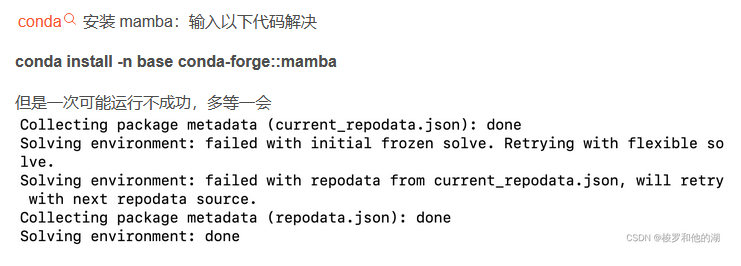 conda 安装 mamba：输入以下代码解决
conda install -n base conda-forge::mamba
但是一次可能运行不成功，多等一会
Collecting package metadata (current_repodata.json): done
Solving environment: failed with initial frozen solve. Retrying with flexible so
lve.
Solving environment: failed with repodata from current_repodata.json, will retry
with next repodata source.
Collecting package metadata (repodata.json): done
Solving environment: done
CSDN @梭罗和他的湖